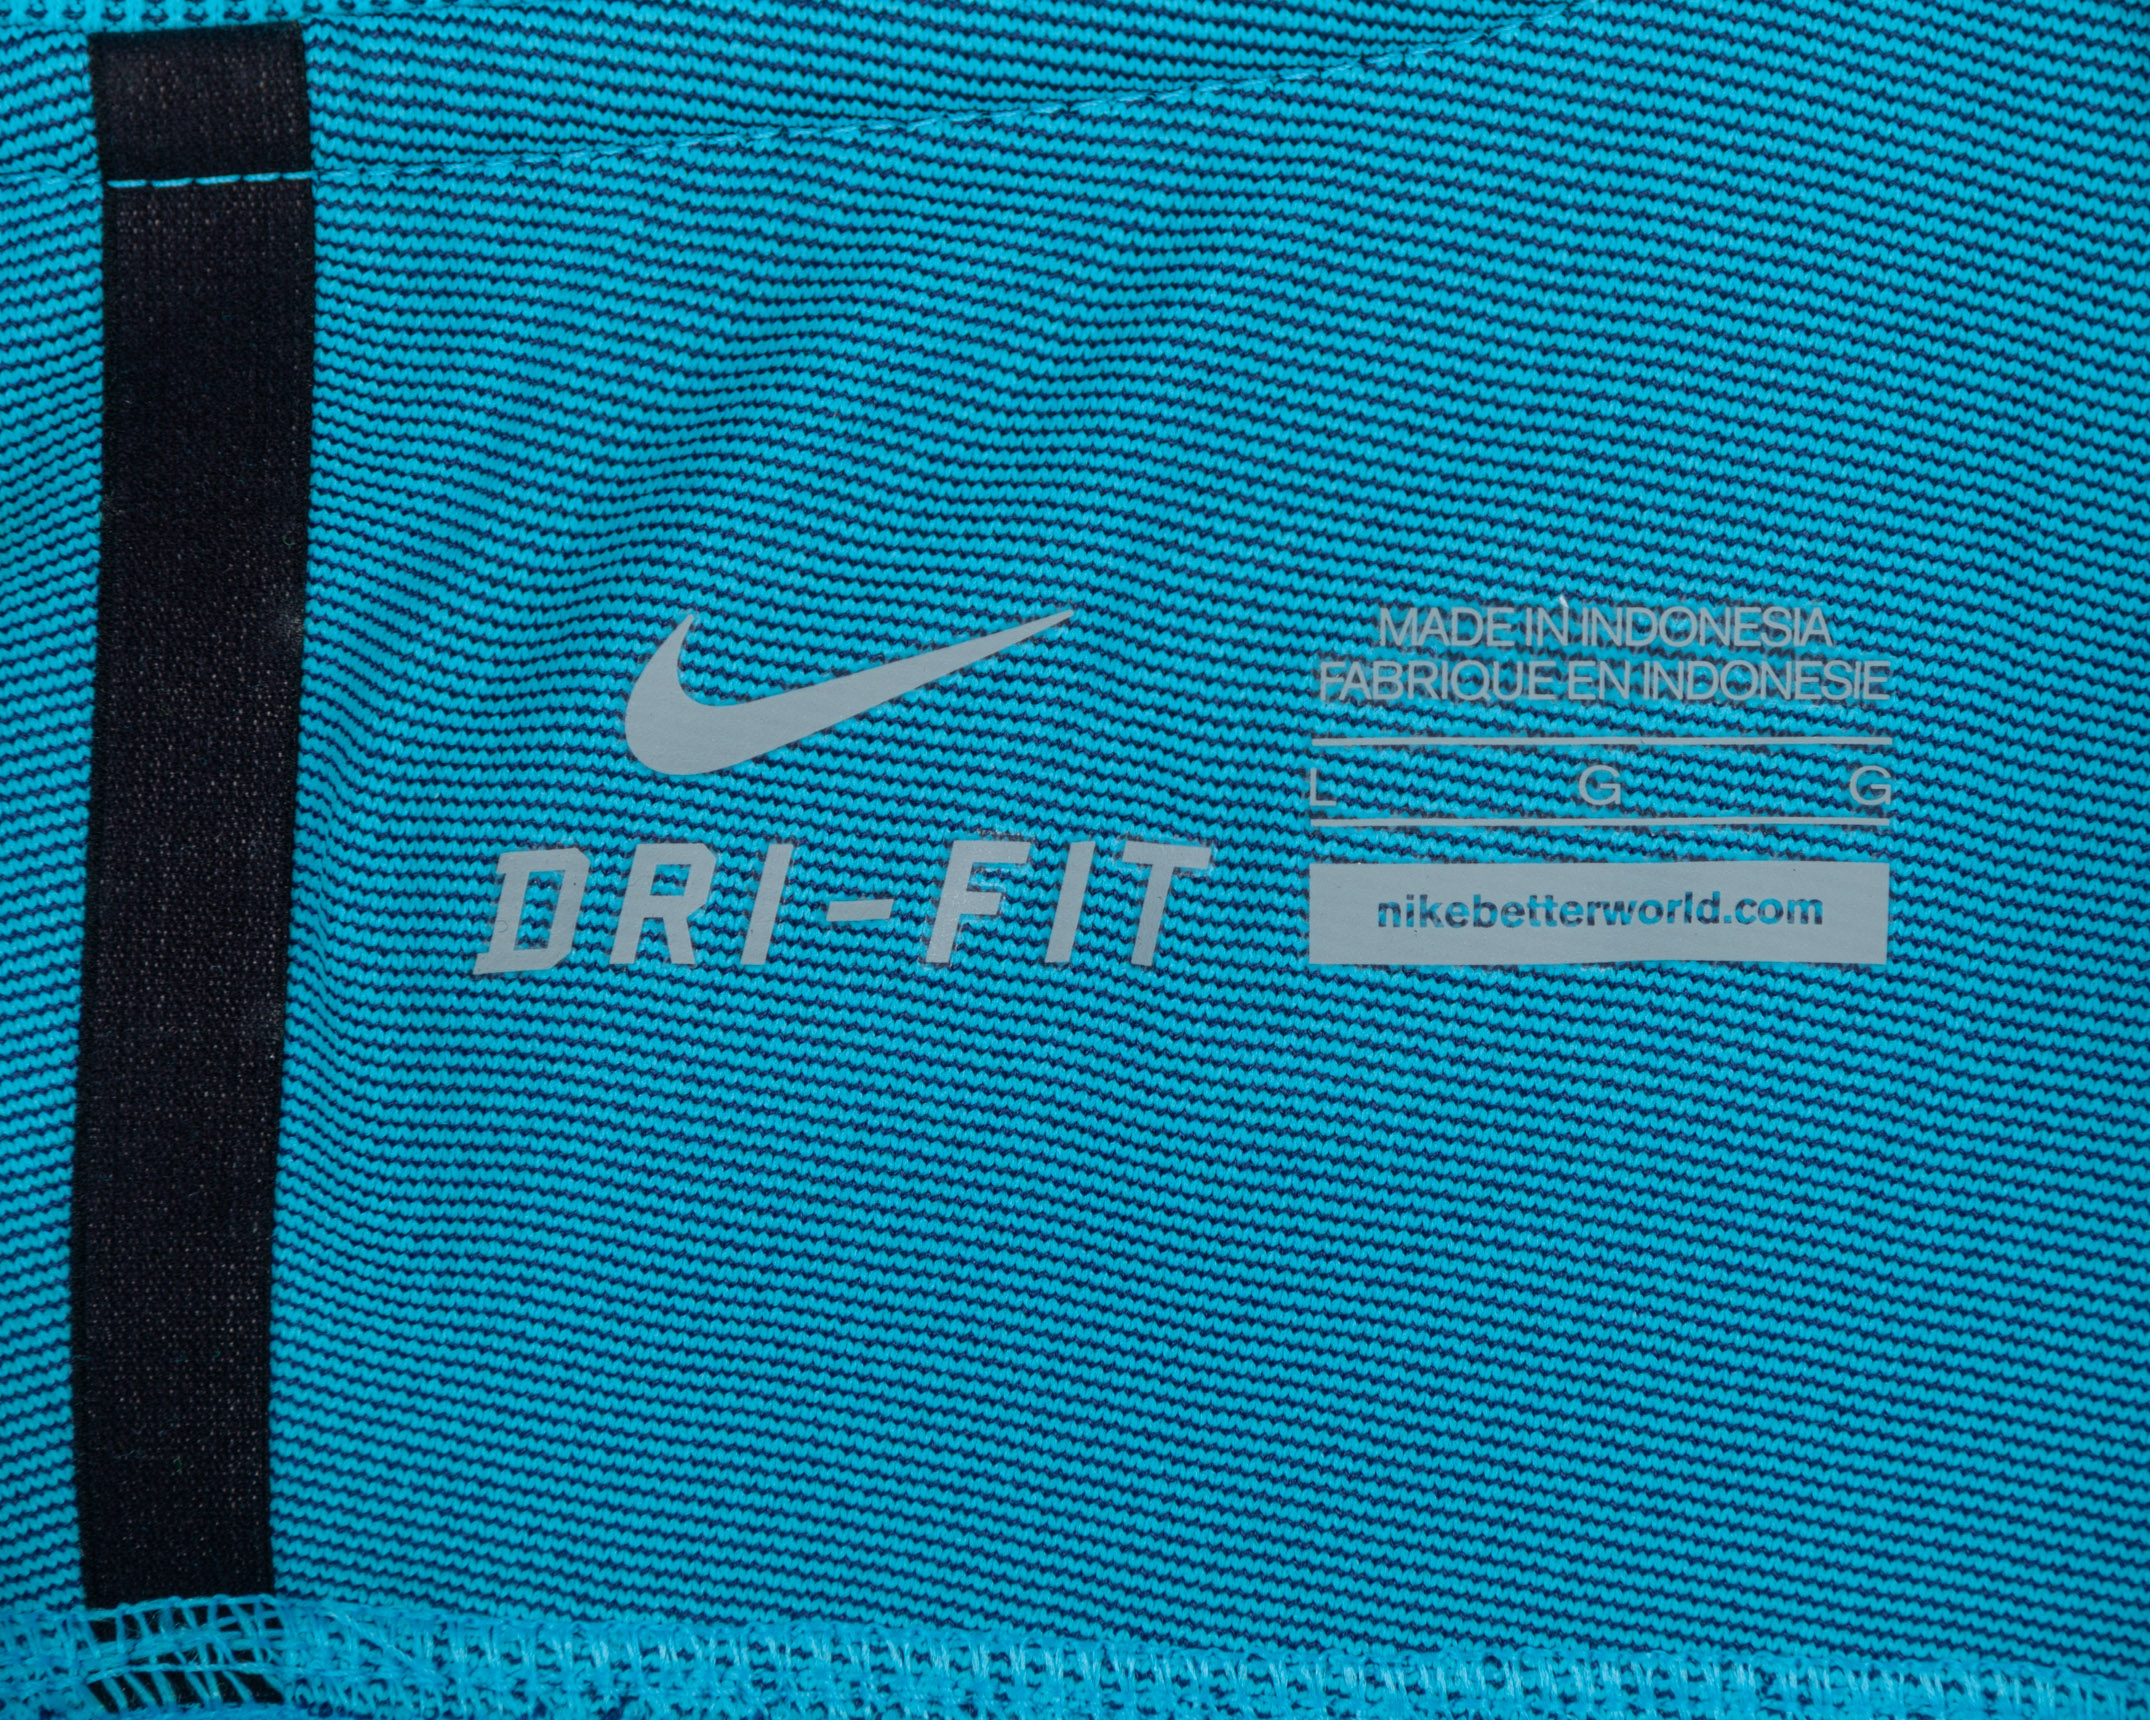 DRI-FIT
MADE IN INDONESIA
FABRIQUE EN INDONESIE
L G G
nikebetterworld.com